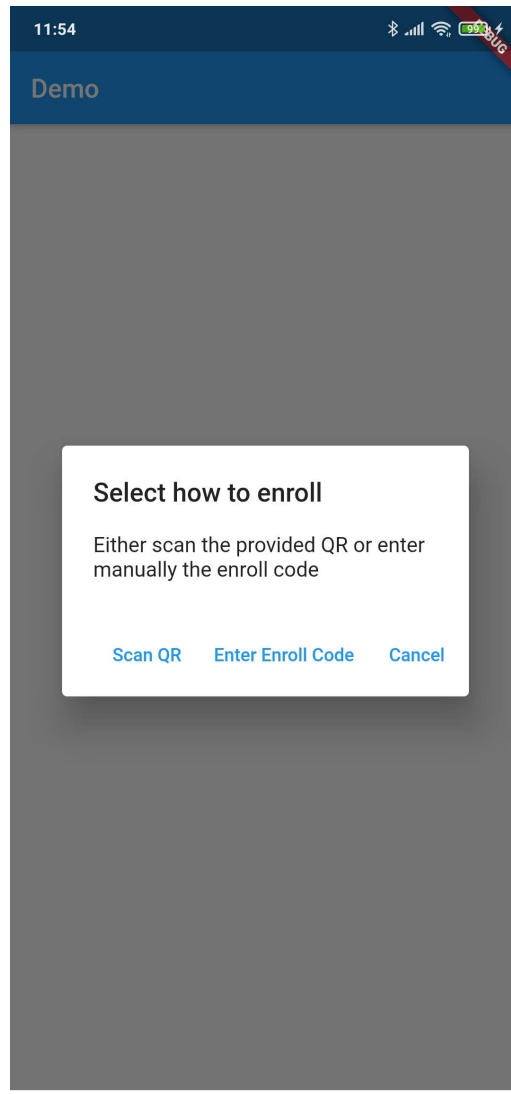 11:54
99
Demo
Select how to enroll
Either scan the provided QR or enter
manually the enroll code
Scan QR Enter Enroll Code Cancel